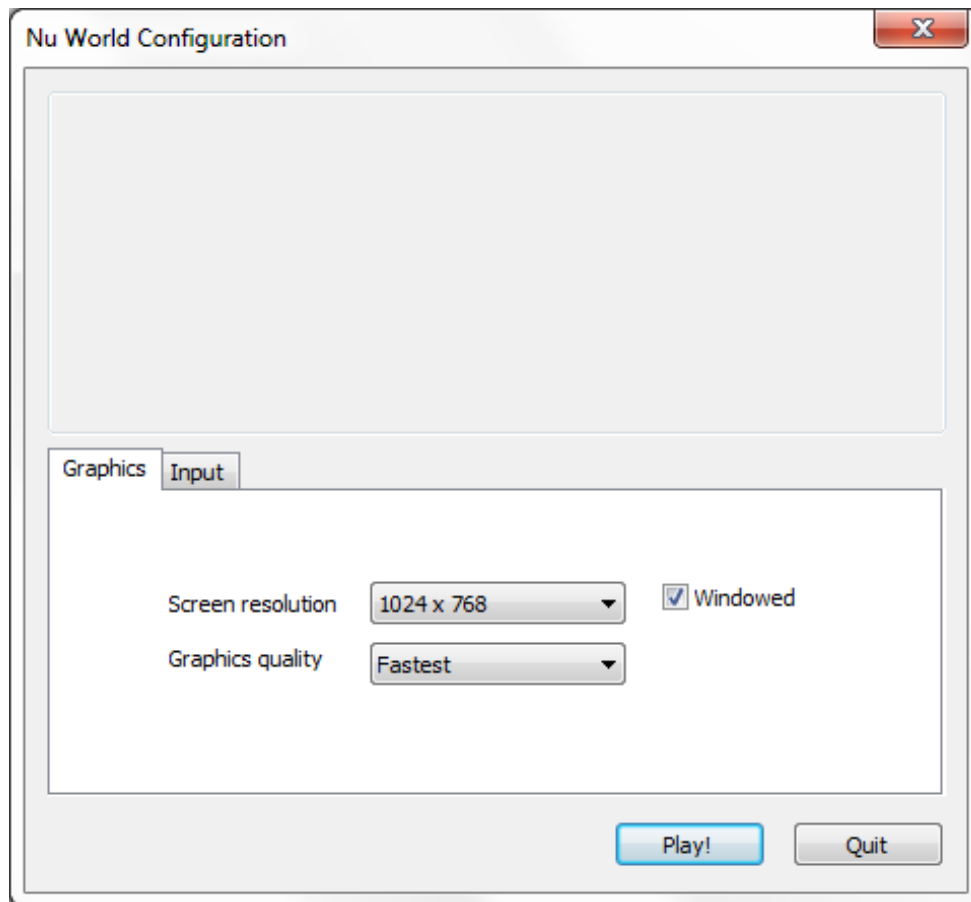 Nu World Configuration
Graphics
Input
Screen resolution 1024 x 768 Windowed
Graphics quality Fastest
Play! Quit